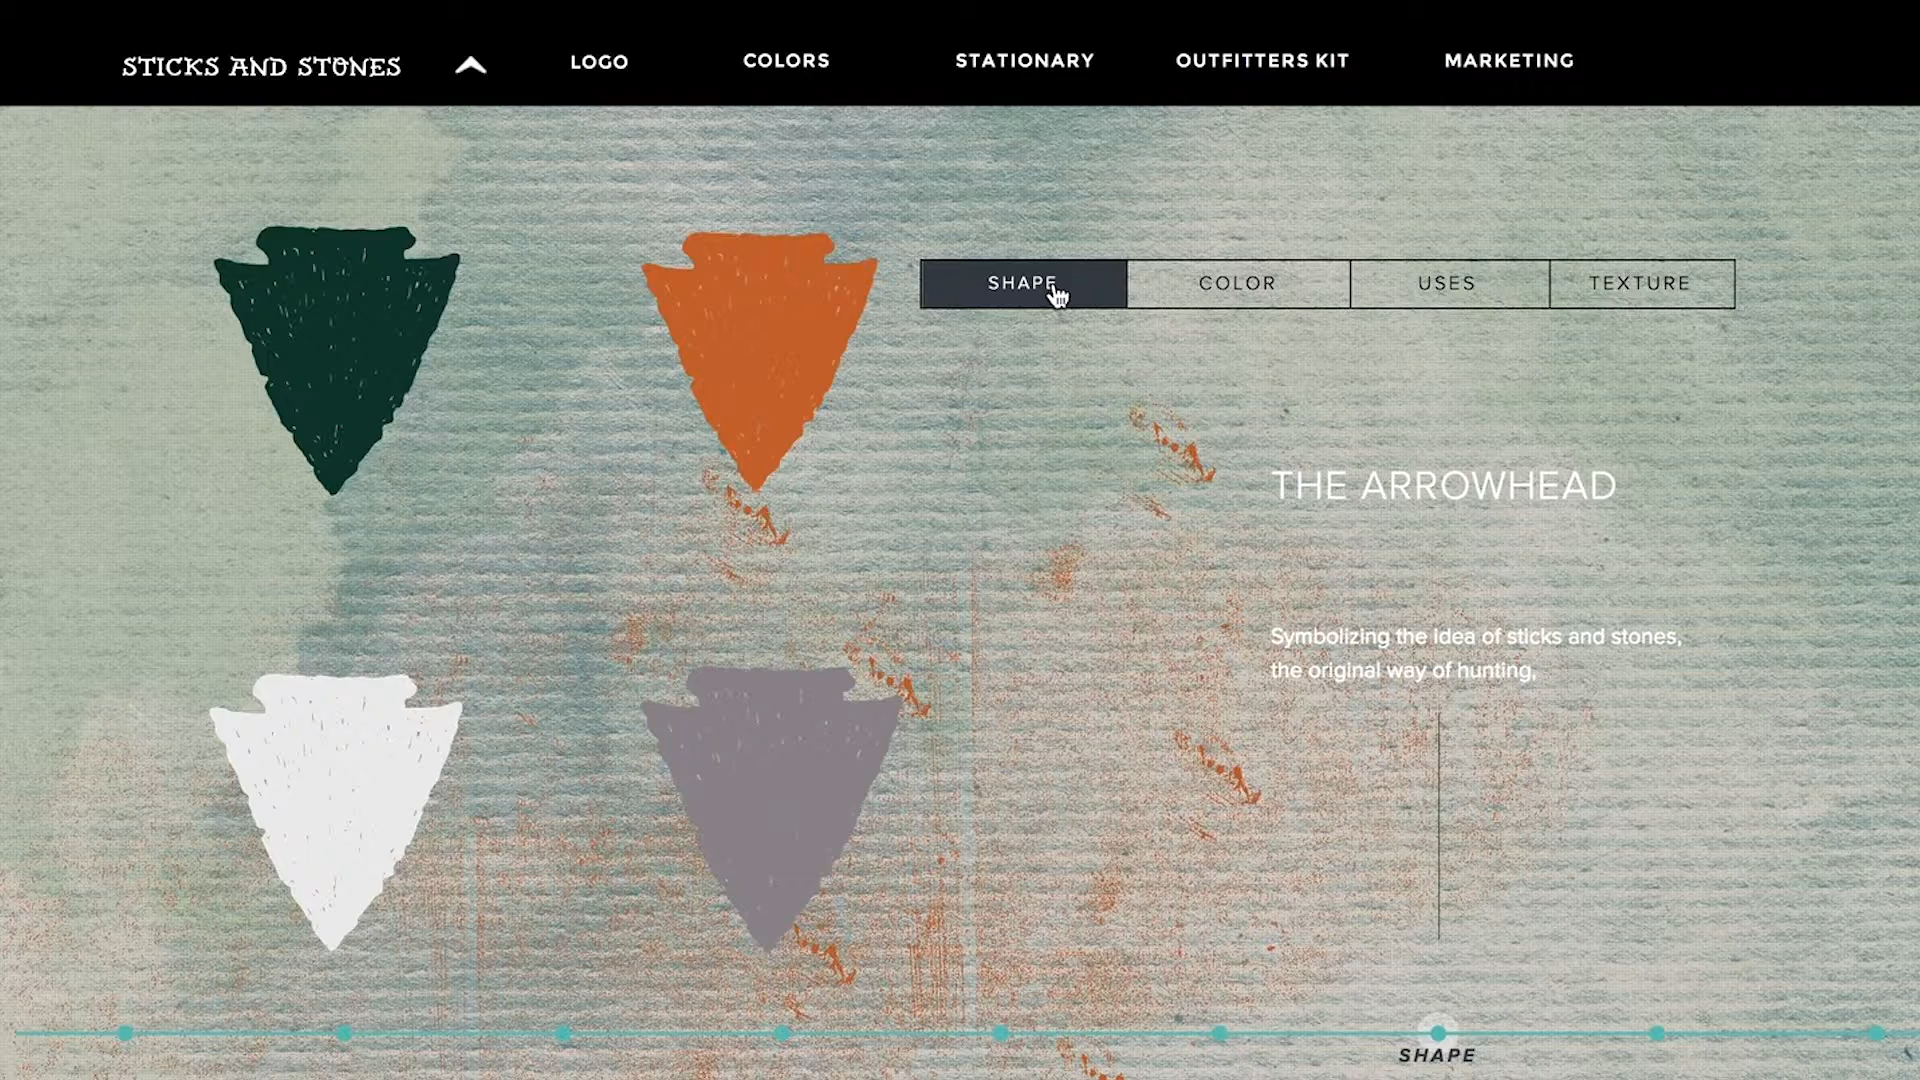 STICKS AND STONES
LOGO
COLORS
STATIONARY
OUTFITTERS KIT
MARKETING
SHAPE
COLOR
USES
TEXTURE
THE ARROWHEAD
Symbolizing the idea of sticks and stones,
the original way of hunting,
SHAPE